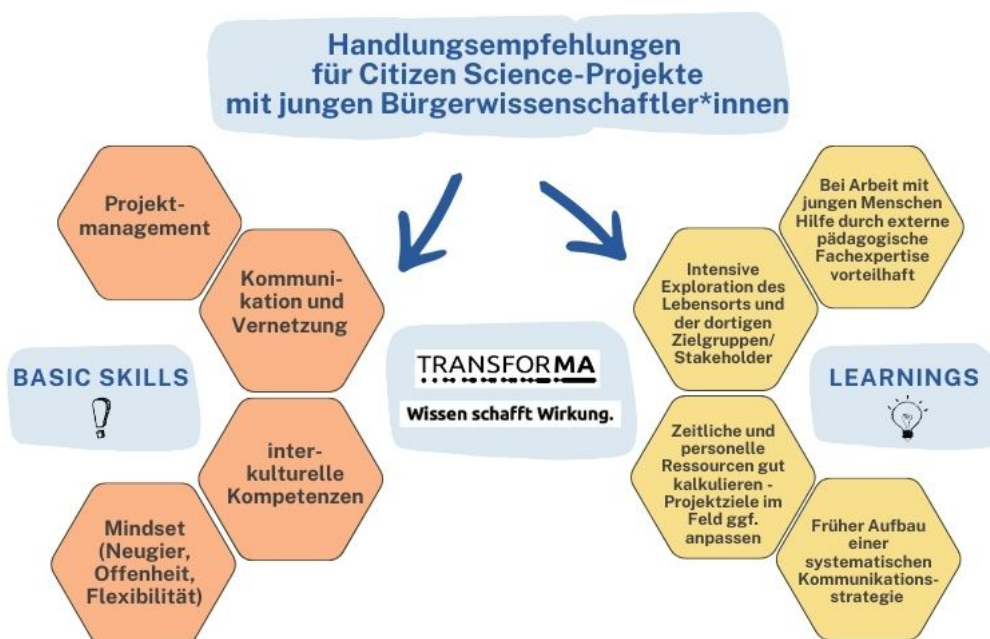 Handlungsempfehlungen
für Citizen Science-Projekte
mit jungen Bürgerwissenschaftler*innen
Projekt-
management
Kommuni-
kation und
Vernetzung
BASIC SKILLS
inter-
kulturelle
Kompetenzen
Mindset
(Neugier,
Offenheit,
Flexibilität)
TRANSFORMA
Wissen schafft Wirkung.
Bei Arbeit mit
jungen Menschen
Hilfe durch externe
pädagogische
Fachexpertise
vorteilhaft
Intensive
Exploration des
Lebensorts und
der dortigen
Zielgruppen/
Stakeholder
LEARNINGS
Zeitliche und
personelle
Ressourcen gut
kalkulieren -
Projektziele im
Feld ggf.
anpassen
Früher Aufbau
einer
systematischen
Kommunikations-
strategie